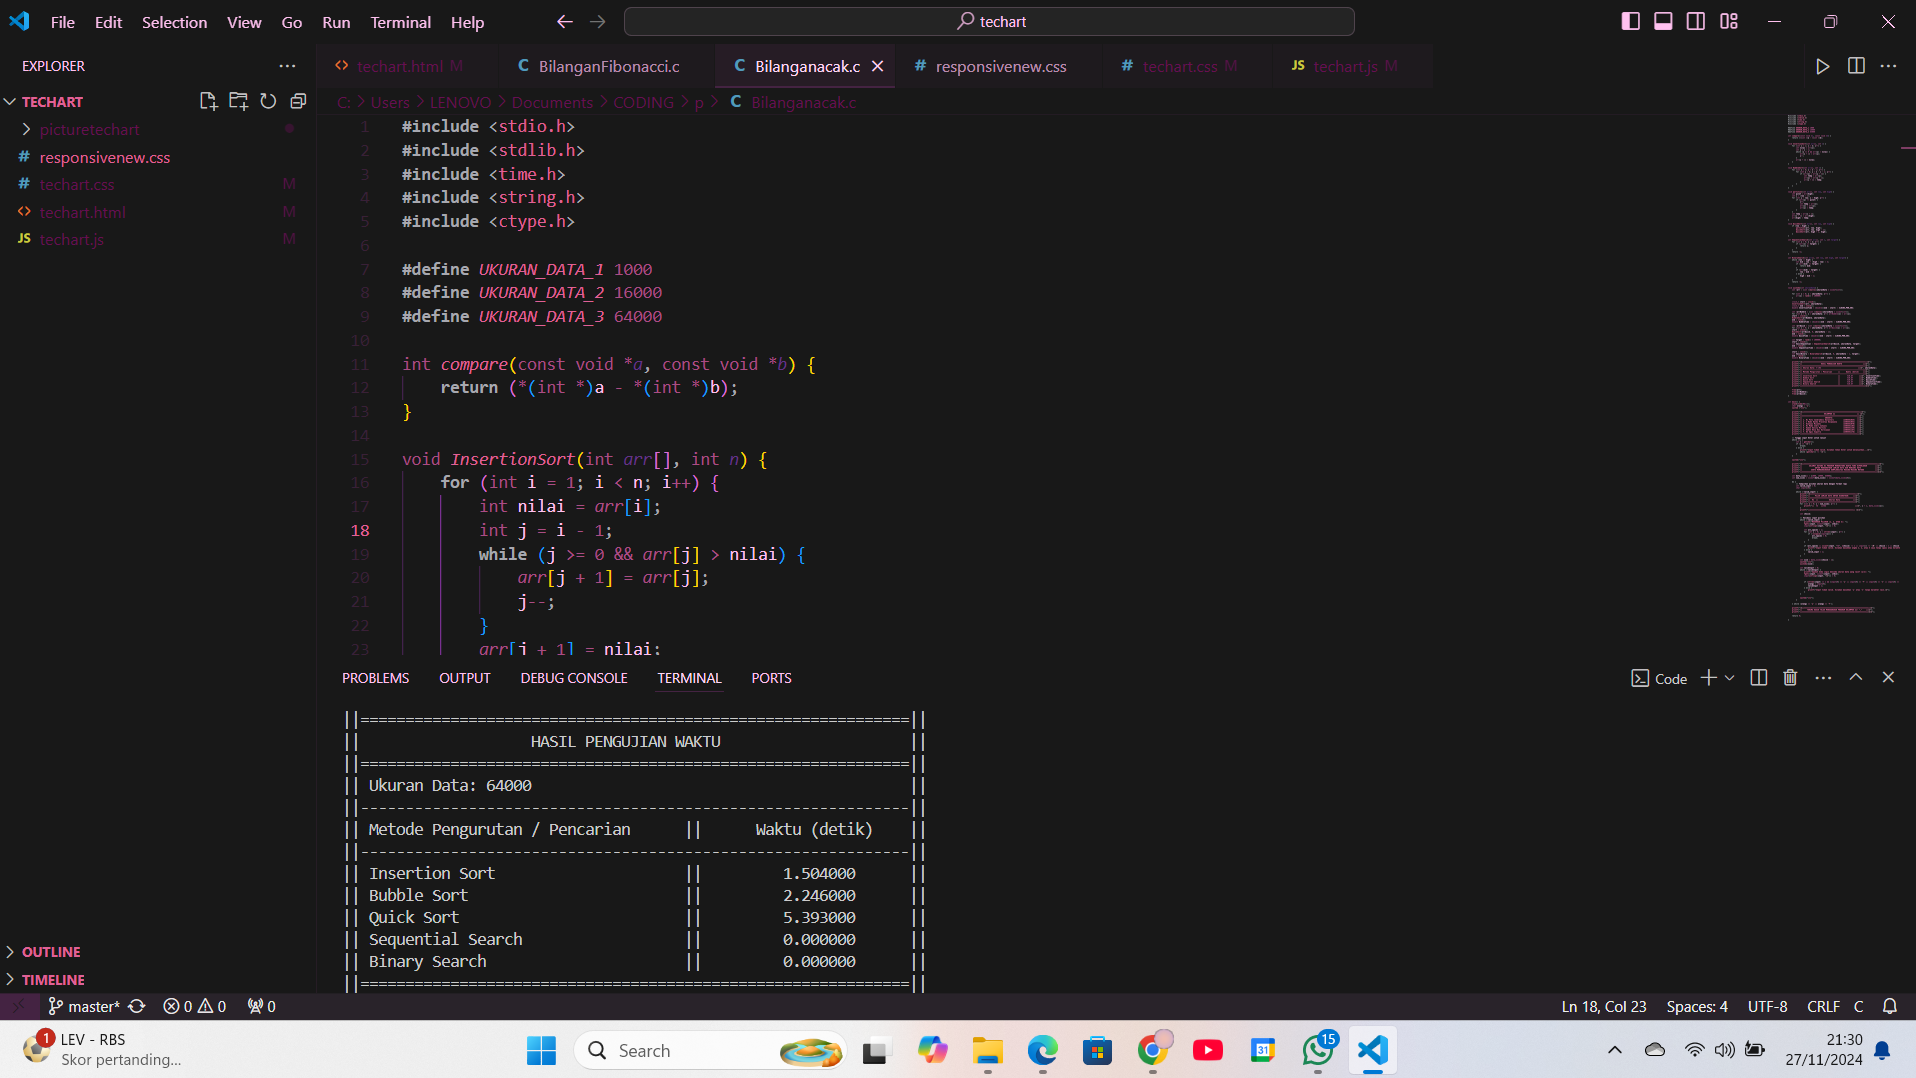 File Edit Selection View Go Run Terminal Help
techart
EXPLORER
TECHART
picturetechart
responsivenew.css
techart.css M
techart.html M
techart.js M
OUTLINE
TIMELINE
techart.html M
BilanganFibonacci.c
Bilanganacak.c
responsivenew.css
techart.css M
techart.js M
C: > Users > LENOVO > Documents > CODING > p > C Bilanganacak.c
1 #include <stdio.h>
2 #include <stdlib.h>
3 #include <time.h>
4 #include <string.h>
5 #include <ctype.h>
6
7 #define UKURAN_DATA_1 1000
8 #define UKURAN_DATA_2 16000
9 #define UKURAN_DATA_3 64000
10
11 int compare(const void *a, const void *b) {
12 return (*(int *)a - *(int *)b);
13 }
14
15 void InsertionSort(int arr[], int n) {
16 for (int i = 1; i < n; i++) {
17 int nilai = arr[i];
18 int j = i - 1;
19 while (j >= 0 && arr[j] > nilai) {
20 arr[j + 1] = arr[j];
21 j--;
22 }
23 arr[j + 1] = nilai;
PROBLEMS OUTPUT DEBUG CONSOLE TERMINAL PORTS
Code
||=============================================================||
|| HASIL PENGUJIAN WAKTU ||
||=============================================================||
|| Ukuran Data: 64000 ||
||-------------------------------------------------------------||
|| Metode Pengurutan / Pencarian || Waktu (detik) ||
||-------------------------------------------------------------||
|| Insertion Sort || 1.504000 ||
|| Bubble Sort || 2.246000 ||
|| Quick Sort || 5.393000 ||
|| Sequential Search || 0.000000 ||
|| Binary Search || 0.000000 ||
||=============================================================||
master* 0 0 0
Ln 18, Col 23 Spaces: 4 UTF-8 CRLF C
1
LEV - RBS
Skor pertanding...
Search
31
15
21:30
27/11/2024